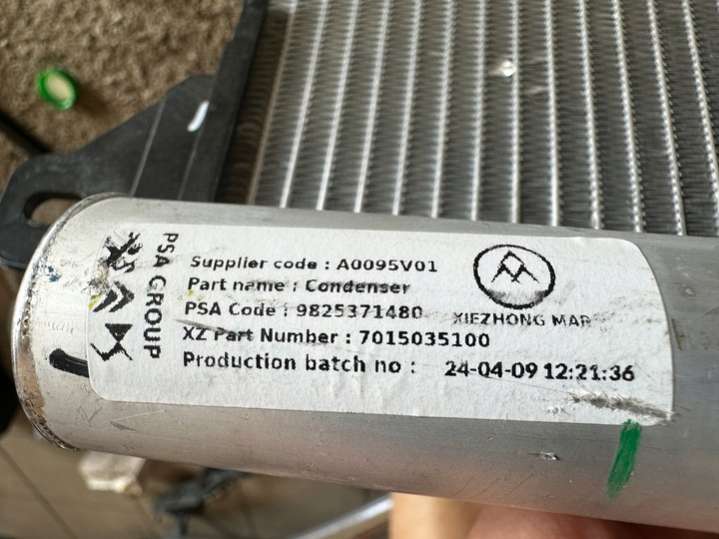 PSA GROUP
Supplier code : A0095V01
Part name : Condenser
PSA Code : 9825371480
XIEZHONG MAR
XZ Part Number : 7015035100
Production batch no : 24-04-09 12:21:36